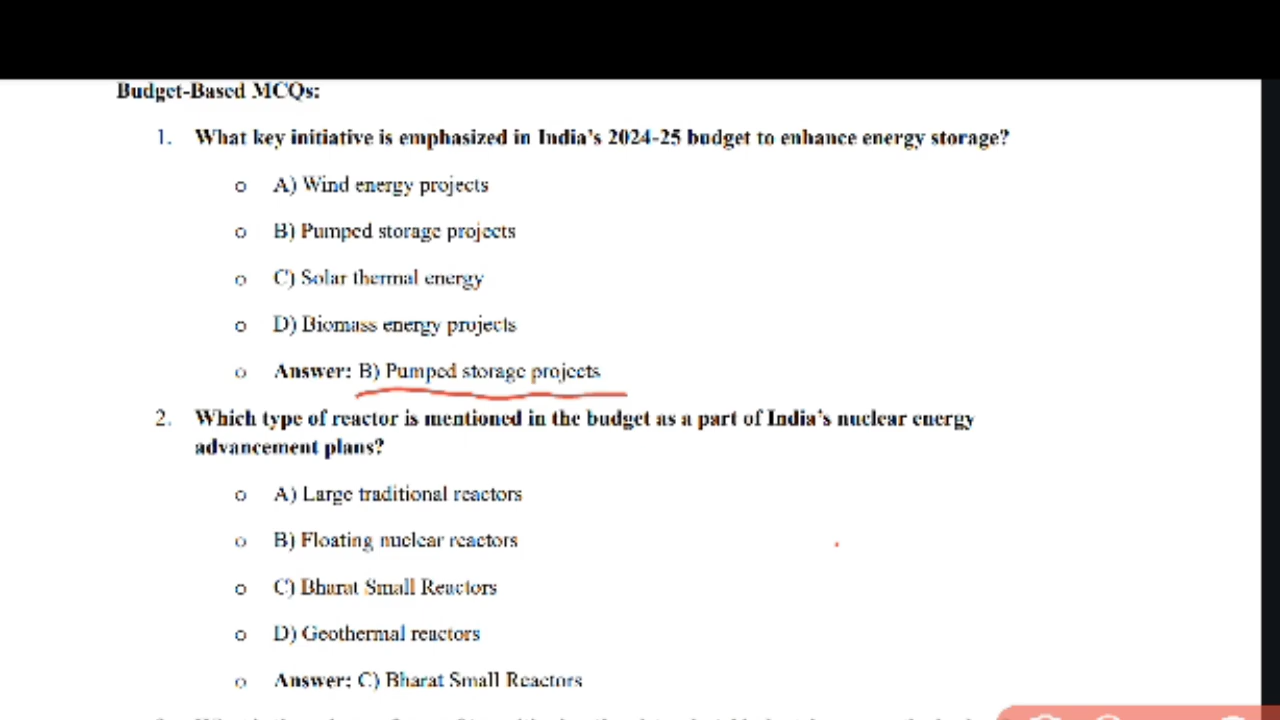 Budget-Based MCQs:
1. What key initiative is emphasized in India's 2024-25 budget to enhance energy storage?
o A) Wind energy projects
o B) Pumped storage projects
o C) Solar thermal energy
o D) Biomass energy projects
o Answer: B) Pumped storage projects
2. Which type of reactor is mentioned in the budget as a part of India's nuclear energy
advancement plans?
o A) Large traditional reactors
o B) Floating nuclear reactors
o C) Bharat Small Reactors
o D) Geothermal reactors
o Answer: C) Bharat Small Reactors